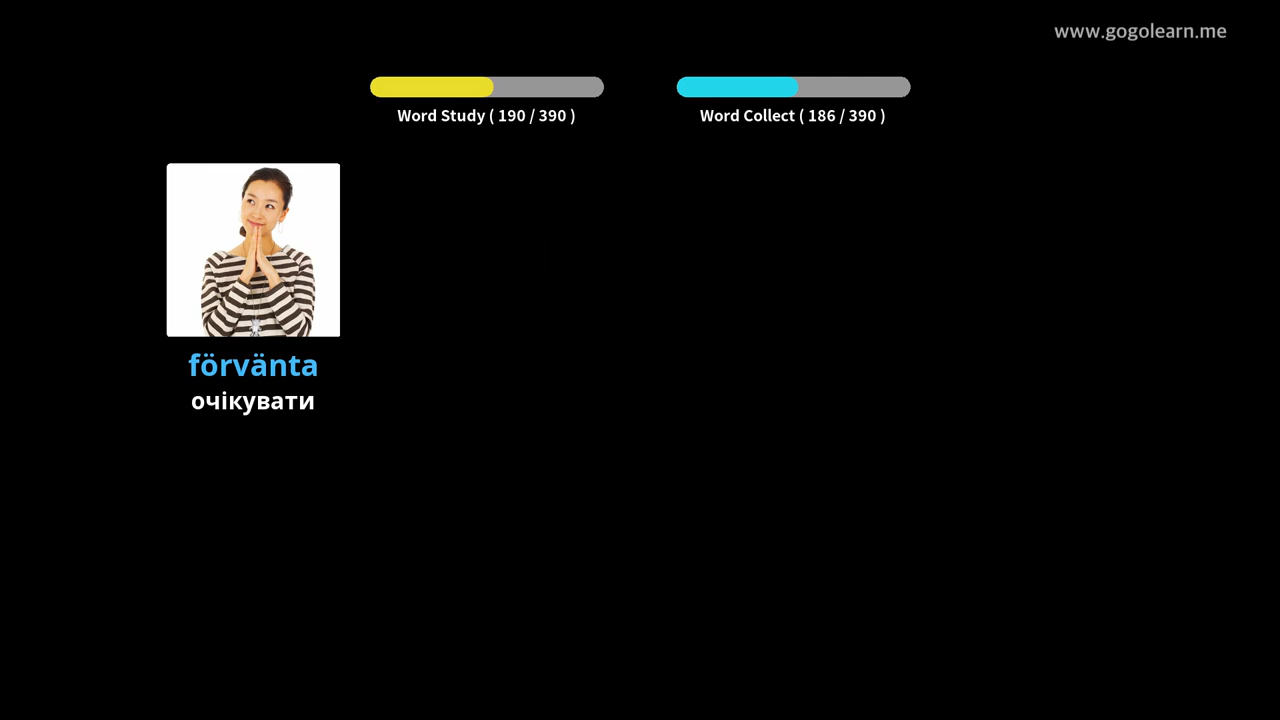 www.gogolearn.me
Word Study ( 190 / 390 )
Word Collect ( 186 / 390 )
förvänta
очікувати